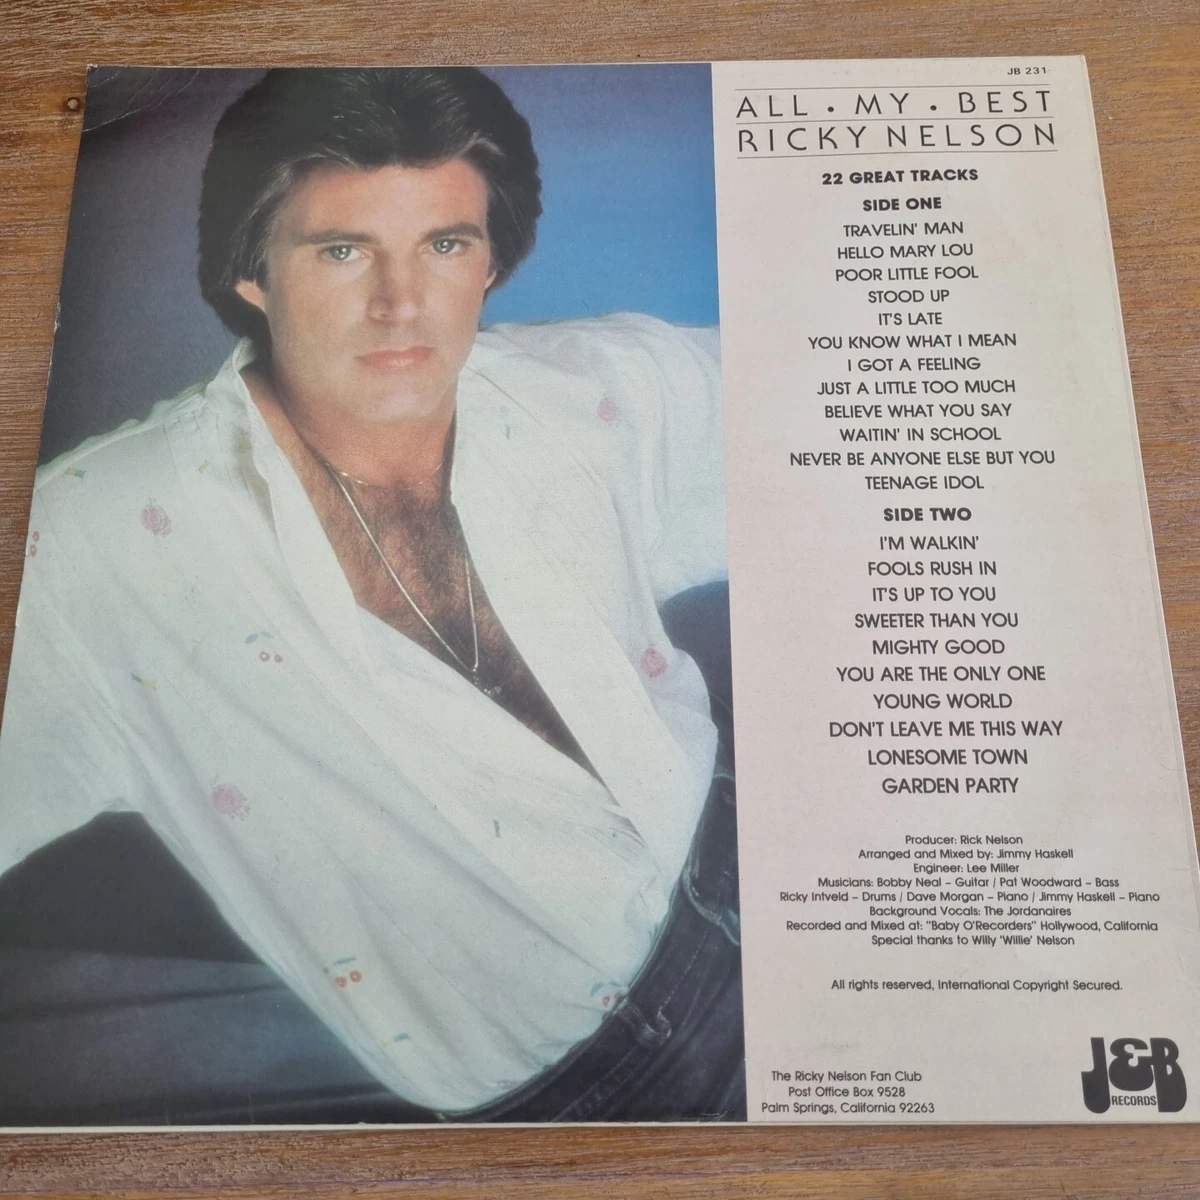 JB 231
ALL • MY • BEST
RICKY NELSON
22 GREAT TRACKS
SIDE ONE
TRAVELIN' MAN
HELLO MARY LOU
POOR LITTLE FOOL
STOOD UP
IT'S LATE
YOU KNOW WHAT I MEAN
I GOT A FEELING
JUST A LITTLE TOO MUCH
BELIEVE WHAT YOU SAY
WAITIN' IN SCHOOL
NEVER BE ANYONE ELSE BUT YOU
TEENAGE IDOL
SIDE TWO
I'M WALKIN'
FOOLS RUSH IN
IT'S UP TO YOU
SWEETER THAN YOU
MIGHTY GOOD
YOU ARE THE ONLY ONE
YOUNG WORLD
DON'T LEAVE ME THIS WAY
LONESOME TOWN
GARDEN PARTY
Producer: Rick Nelson
Arranged and Mixed by: Jimmy Haskell
Engineer: Lee Miller
Musicians: Bobby Neal – Guitar / Pat Woodward – Bass
Ricky Intveld – Drums / Dave Morgan – Piano / Jimmy Haskell – Piano
Background Vocals: The Jordanaires
Recorded and Mixed at: "Baby O'Recorders" Hollywood, California
Special thanks to Willy 'Willie' Nelson
All rights reserved, International Copyright Secured.
The Ricky Nelson Fan Club
Post Office Box 9528
Palm Springs, California 92263
J&B
RECORDS